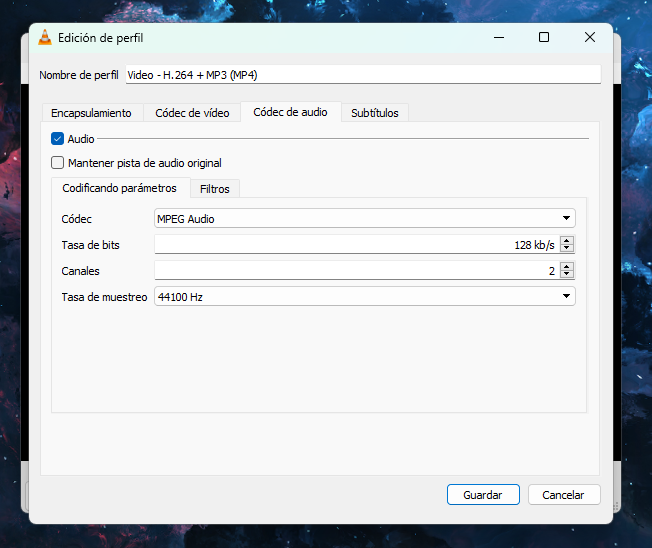 Edición de perfil
Nombre de perfil Video - H.264 + MP3 (MP4)
Encapsulamiento Códec de vídeo Códec de audio Subtítulos
Audio
Mantener pista de audio original
Codificando parámetros Filtros
Códec MPEG Audio
Tasa de bits 128 kb/s
Canales 2
Tasa de muestreo 44100 Hz
Guardar Cancelar